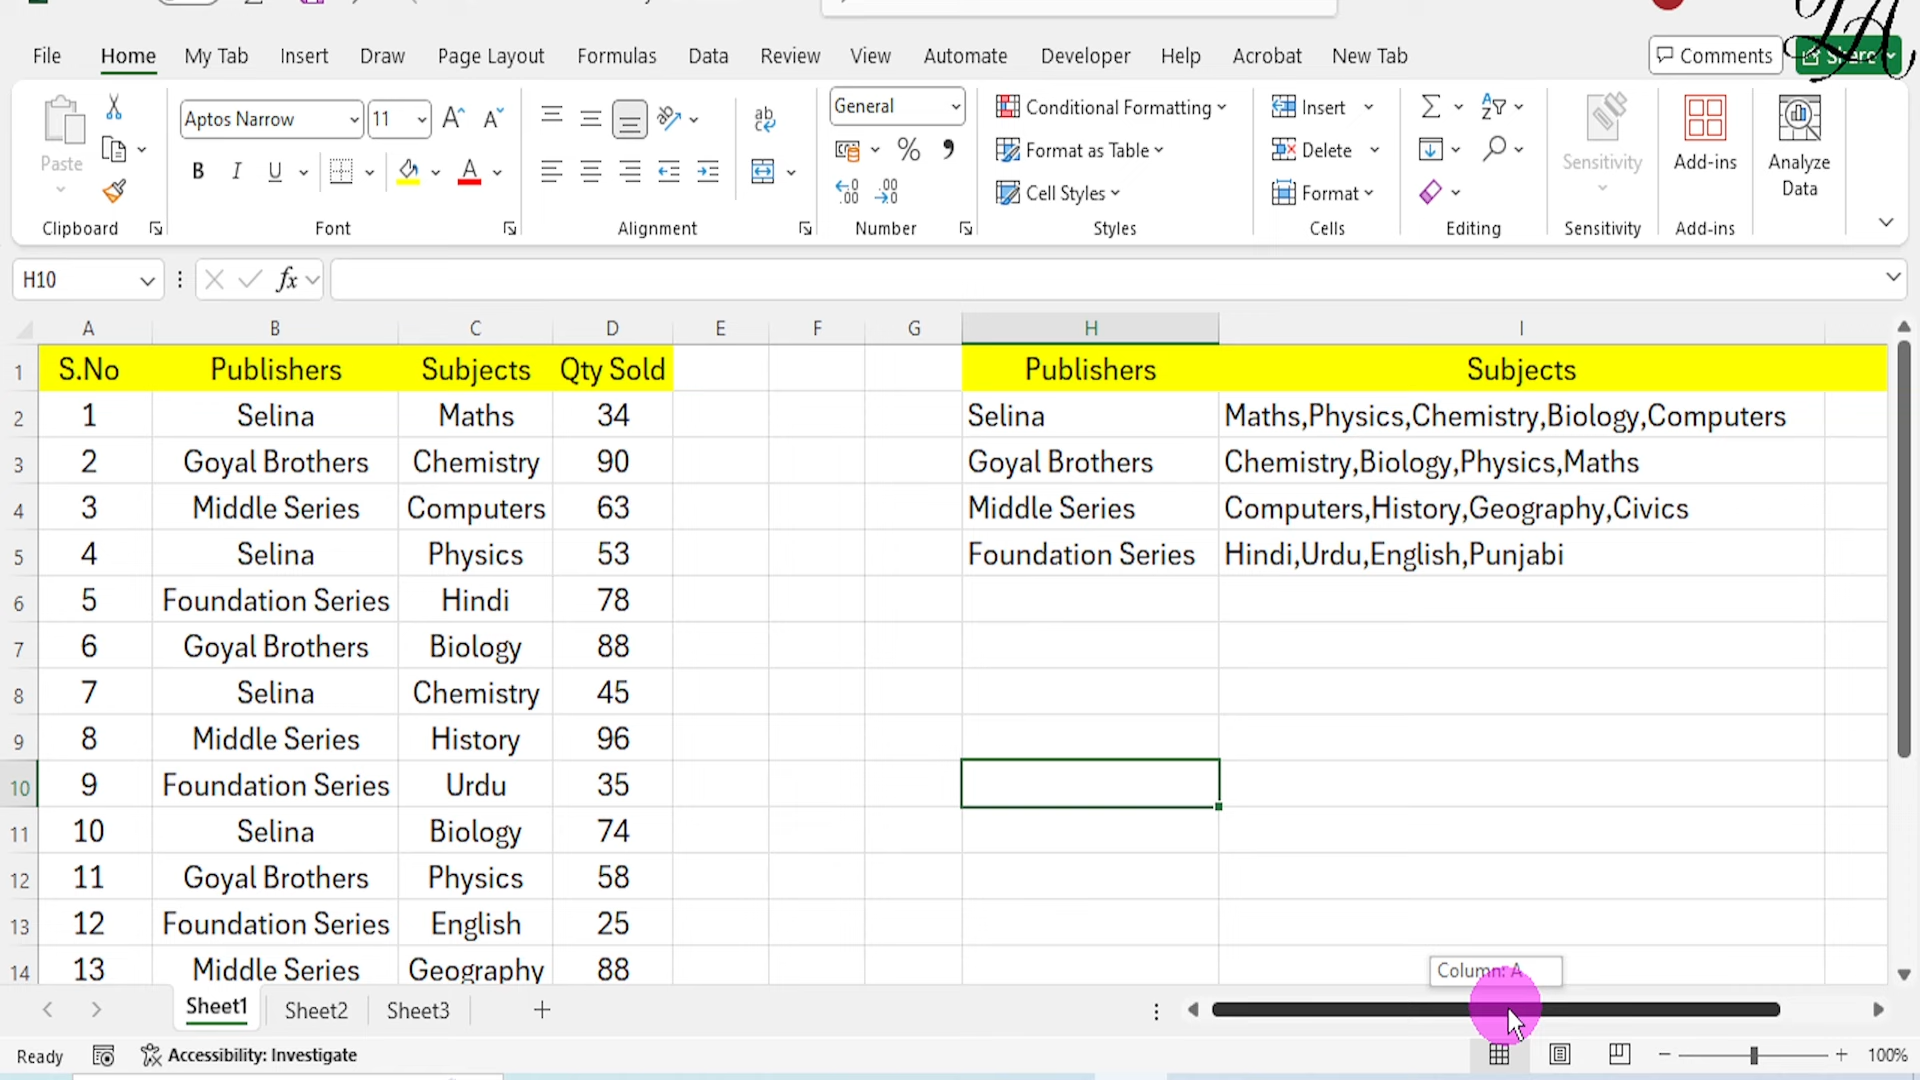 File Home My Tab Insert Draw Page Layout Formulas Data Review View Automate Developer Help Acrobat New Tab Comments Share
Paste
Clipboard
Aptos Narrow 11
B I U
Font
ab
Alignment
General
% 9
Number
Conditional Formatting
Format as Table
Cell Styles
Styles
Insert
Delete
Format
Cells
Editing
Sensitivity
Sensitivity
Add-ins
Add-ins
Analyze
Data
H10 fx
A B C D E F G H I
1 S.No Publishers Subjects Qty Sold Publishers Subjects
2 1 Selina Maths 34 Selina Maths,Physics,Chemistry,Biology,Computers
3 2 Goyal Brothers Chemistry 90 Goyal Brothers Chemistry,Biology,Physics,Maths
4 3 Middle Series Computers 63 Middle Series Computers,History,Geography,Civics
5 4 Selina Physics 53 Foundation Series Hindi,Urdu,English,Punjabi
6 5 Foundation Series Hindi 78
7 6 Goyal Brothers Biology 88
8 7 Selina Chemistry 45
9 8 Middle Series History 96
10 9 Foundation Series Urdu 35
11 10 Selina Biology 74
12 11 Goyal Brothers Physics 58
13 12 Foundation Series English 25
14 13 Middle Series Geography 88
Column: A
Sheet1 Sheet2 Sheet3
Ready Accessibility: Investigate 100%